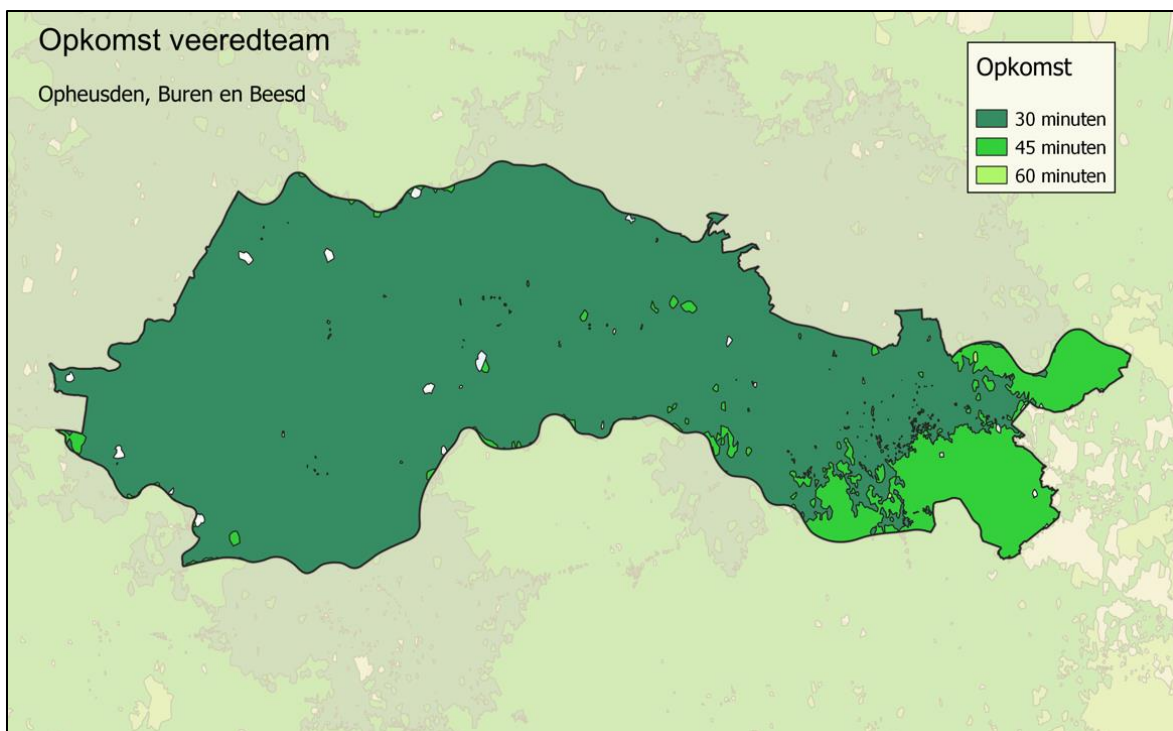 Opkomst veeredteam
Opheusden, Buren en Beesd
Opkomst
30 minuten
45 minuten
60 minuten